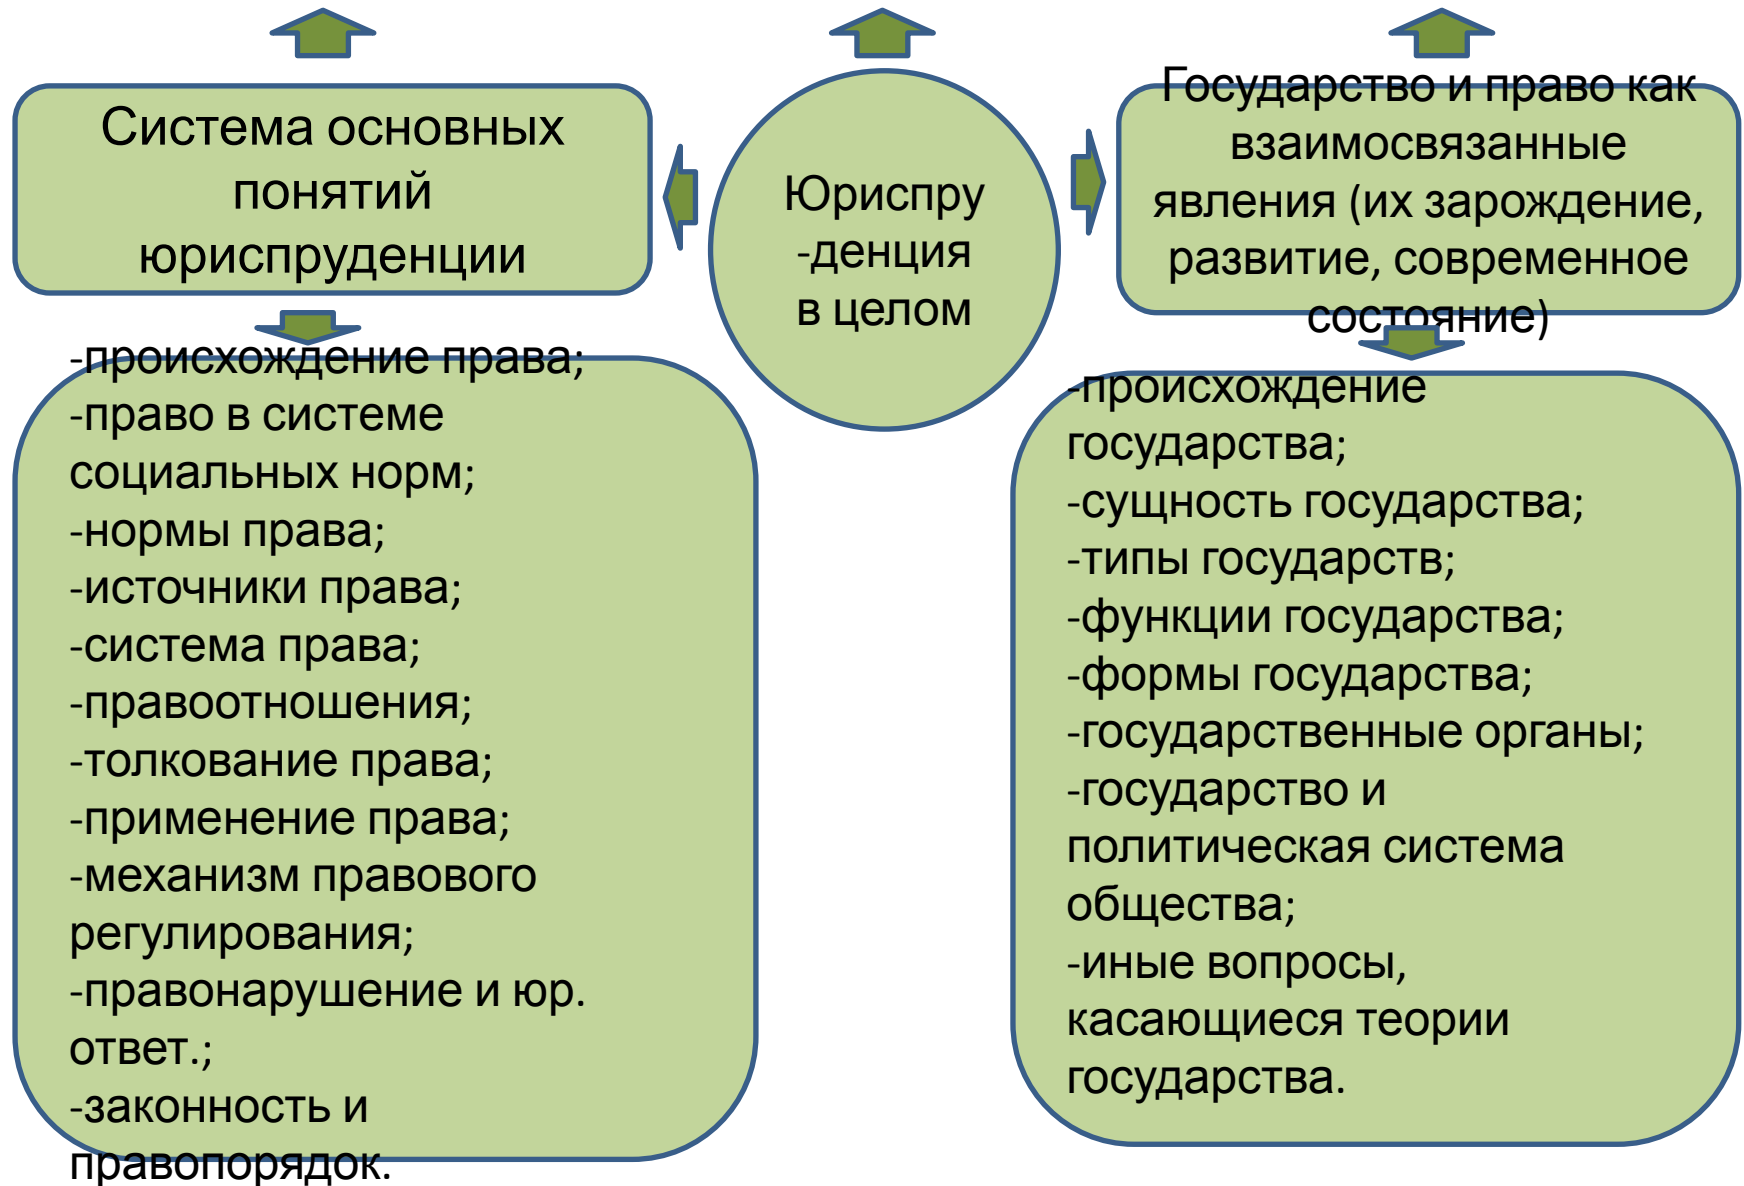 Система основных
понятий
юриспруденции
Юриспру
-денция
в целом
Государство и право как
взаимосвязанные
явления (их зарождение,
развитие, современное
состояние)
-происхождение права;
-право в системе
социальных норм;
-нормы права;
-источники права;
-система права;
-правоотношения;
-толкование права;
-применение права;
-механизм правового
регулирования;
-правонарушение и юр.
ответ.;
-законность и
правопорядок.
-происхождение
государства;
-сущность государства;
-типы государств;
-функции государства;
-формы государства;
-государственные органы;
-государство и
политическая система
общества;
-иные вопросы,
касающиеся теории
государства.